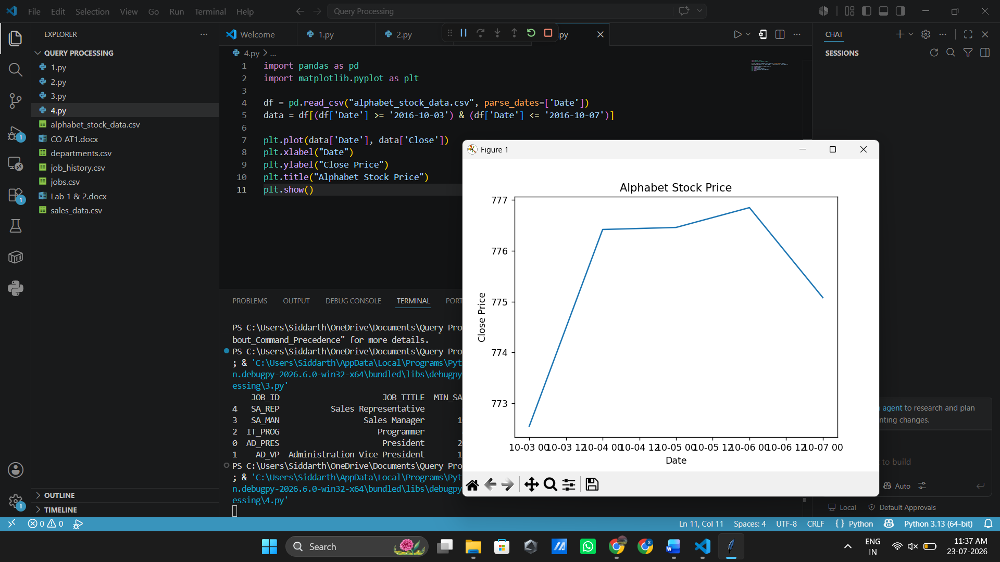 File Edit Selection View Go Run Terminal Help
Query Processing
EXPLORER
QUERY PROCESSING
1.py
2.py
3.py
4.py
alphabet_stock_data.csv
CO AT1.docx
departments.csv
job_history.csv
jobs.csv
Lab 1 & 2.docx
sales_data.csv
OUTLINE
TIMELINE
1
1
1
Welcome
1.py
2.py
py
4.py > ...
1 import pandas as pd
2 import matplotlib.pyplot as plt
3
4 df = pd.read_csv("alphabet_stock_data.csv", parse_dates=['Date'])
5 data = df[(df['Date'] >= '2016-10-03') & (df['Date'] <= '2016-10-07')]
6
7 plt.plot(data['Date'], data['Close'])
8 plt.xlabel("Date")
9 plt.ylabel("Close Price")
10 plt.title("Alphabet Stock Price")
11 plt.show()
PROBLEMS OUTPUT DEBUG CONSOLE TERMINAL PORT
PS C:\Users\Siddarth\OneDrive\Documents\Query Pro
bout_Command_Precedence" for more details.
PS C:\Users\Siddarth\OneDrive\Documents\Query Pro
; & 'C:\Users\Siddarth\AppData\Local\Programs\Pyt
n.debugpy-2026.6.0-win32-x64\bundled\libs\debugpy
essing\3.py'
JOB_ID JOB_TITLE MIN_SA
4 SA_REP Sales Representative
3 SA_MAN Sales Manager 1
2 IT_PROG Programmer
0 AD_PRES President 2
1 AD_VP Administration Vice President 1
PS C:\Users\Siddarth\OneDrive\Documents\Query Pro
; & 'C:\Users\Siddarth\AppData\Local\Programs\Pyt
n.debugpy-2026.6.0-win32-x64\bundled\libs\debugpy
essing\4.py'
Figure 1
Alphabet Stock Price
777
776
775
774
773
Close Price
10-03 00 10-03 12 10-04 00 10-04 12 10-05 00 10-05 12 10-06 00 10-06 12 10-07 00
Date
CHAT
SESSIONS
agent to research and plan
nting changes.
to build
Auto
Local Default Approvals
0 0
Ln 11, Col 11 Spaces: 4 UTF-8 CRLF {} Python Python 3.13 (64-bit)
Search
ENG
IN
11:37 AM
23-07-2026